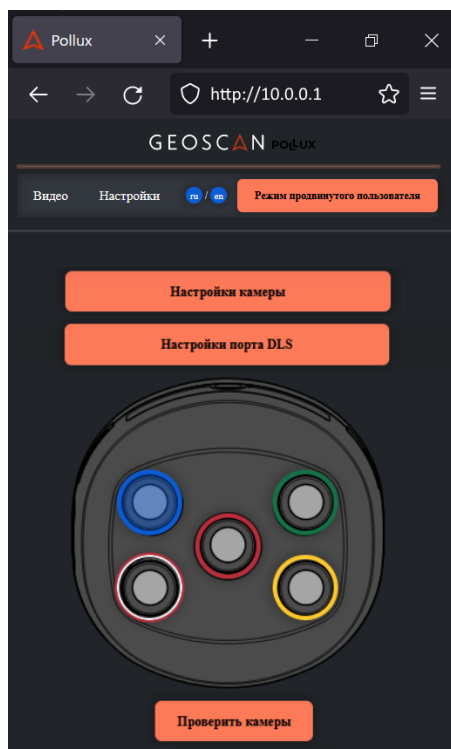 Pollux
http://10.0.0.1
GEOSCAN POLLUX
Видео Настройки ru / en Режим продвинутого пользователя
Настройки камеры
Настройки порта DLS
Проверить камеры